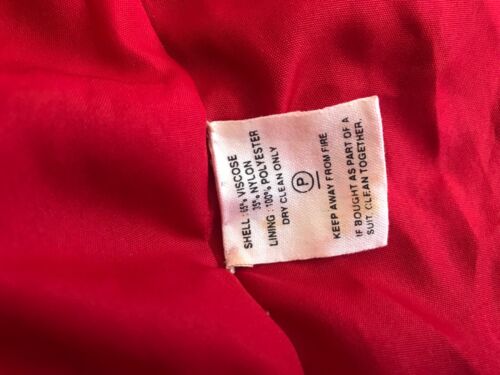 SHELL : 65% VISCOSE
35% NYLON
LINING : 100% POLYESTER
DRY CLEAN ONLY
P
KEEP AWAY FROM FIRE
IF BOUGHT AS PART OF A
SUIT, CLEAN TOGETHER.